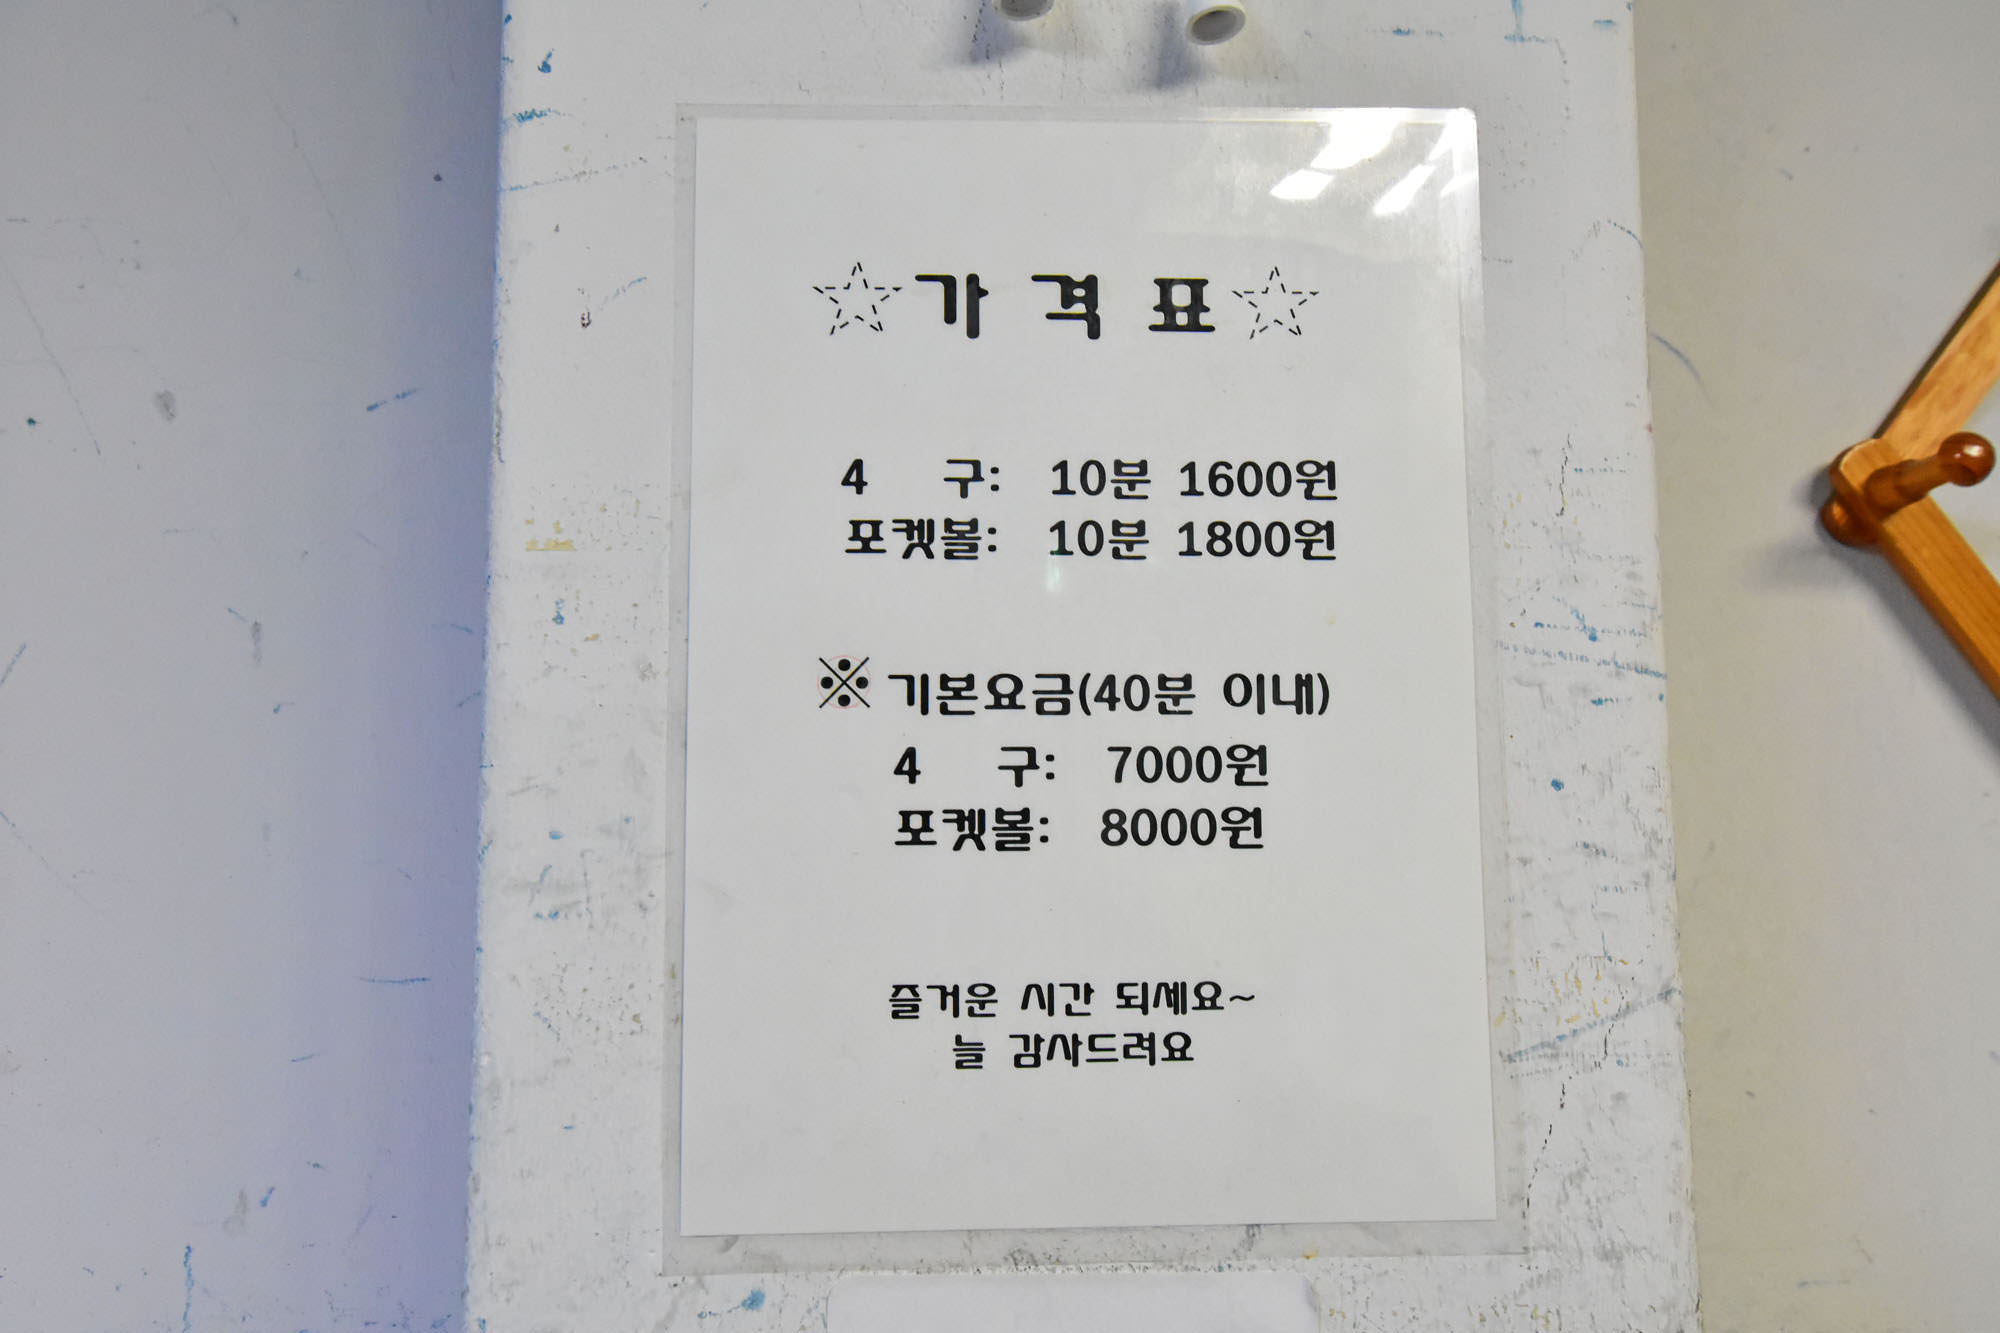 ☆가 격 표☆
4 구: 10분 1600원
포켓볼: 10분 1800원
※ 기본요금(40분 이내)
4 구: 7000원
포켓볼: 8000원
즐거운 시간 되세요~
늘 감사드려요